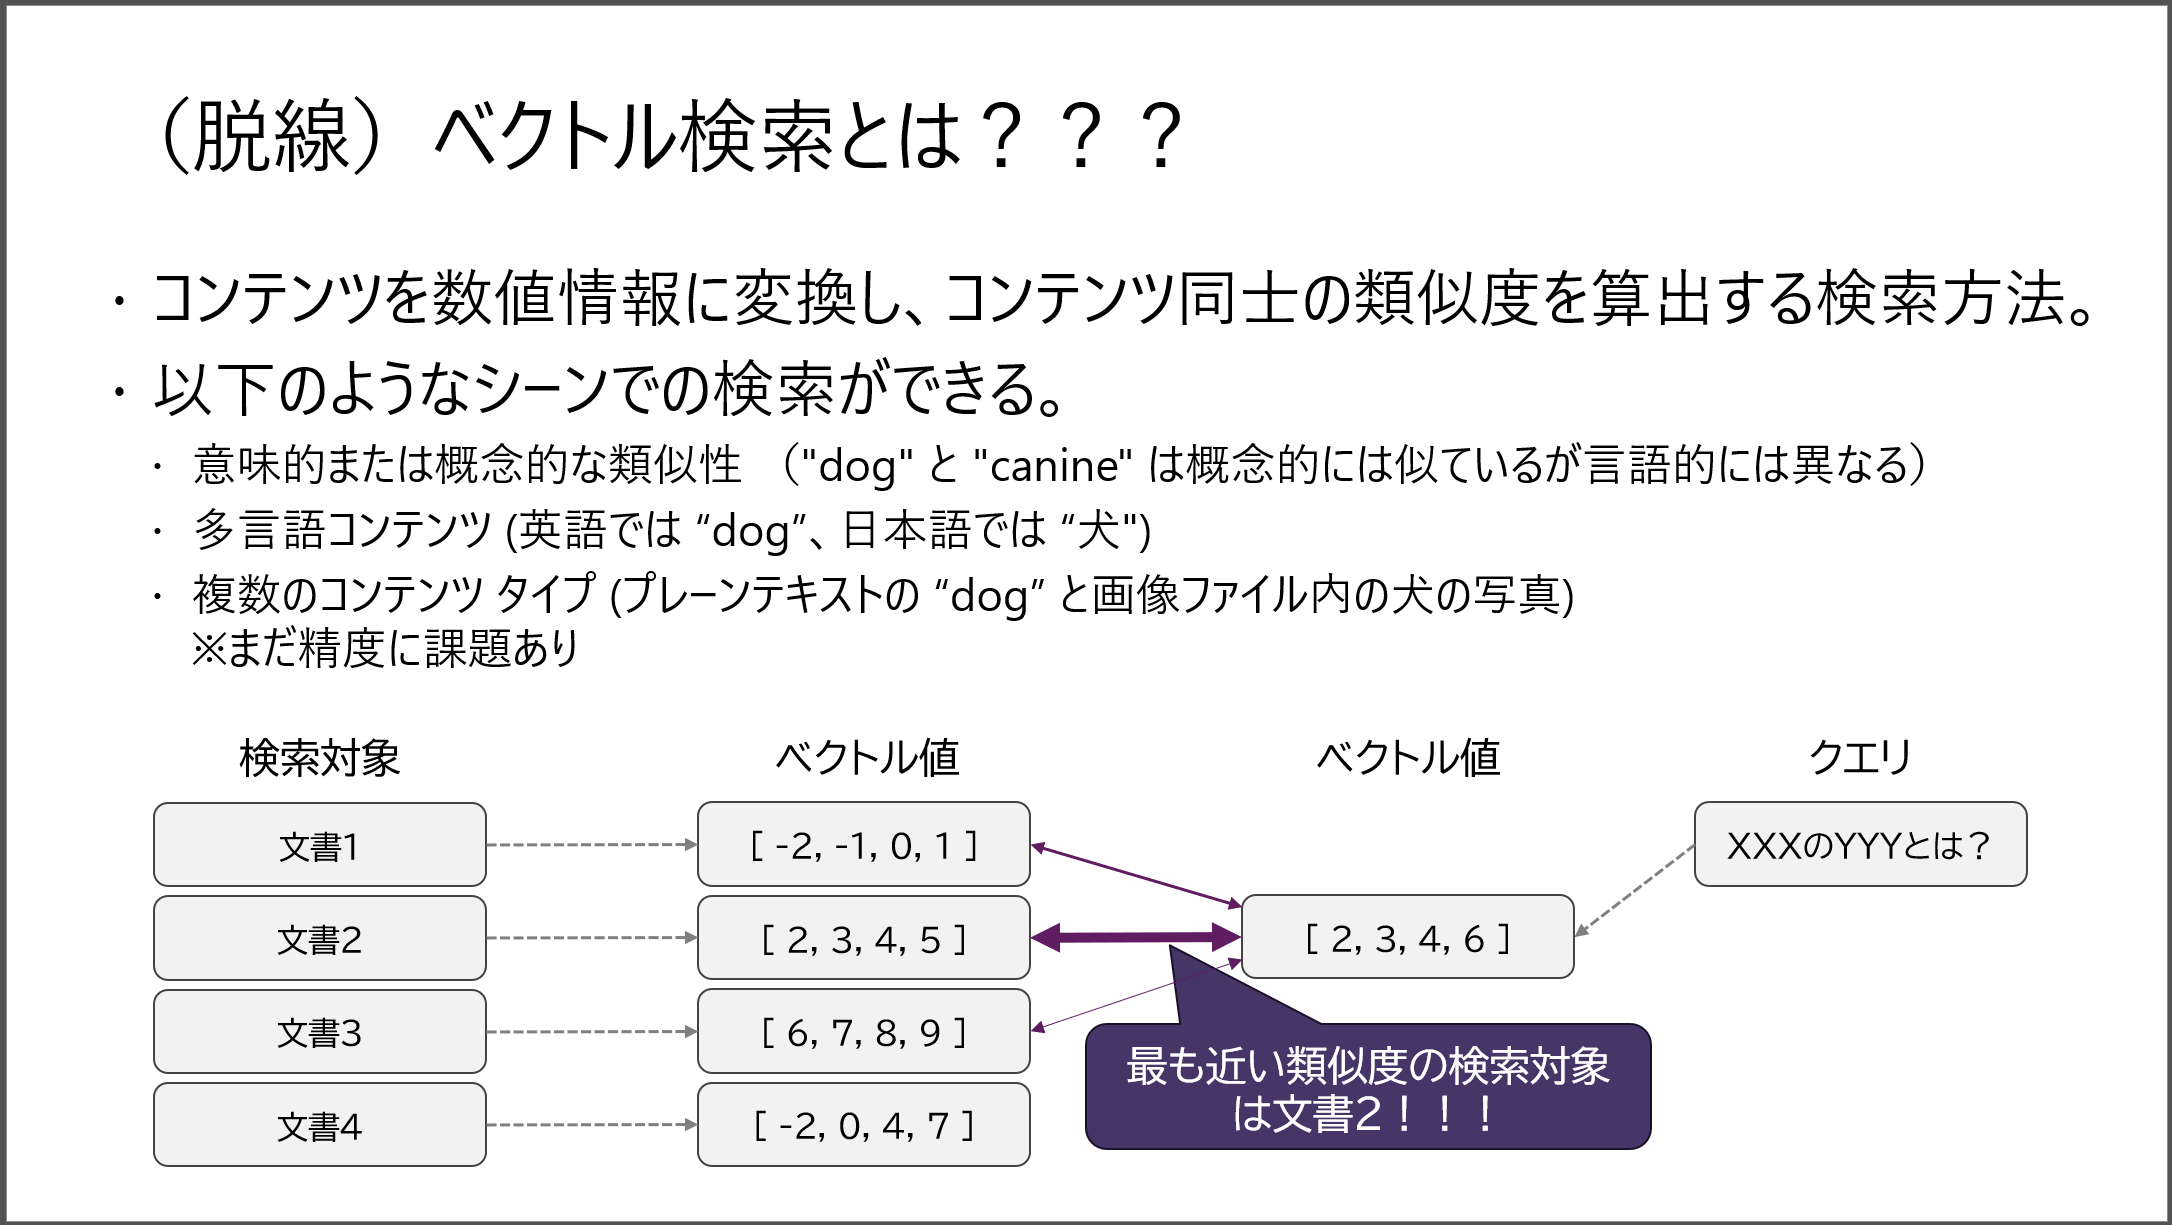 （脱線）ベクトル検索とは？？？
・コンテンツを数値情報に変換し、コンテンツ同士の類似度を算出する検索方法。
・以下のようなシーンでの検索ができる。
・意味的または概念的な類似性　（"dog" と "canine" は概念的には似ているが言語的には異なる）
・多言語コンテンツ (英語では “dog”、日本語では “犬")
・複数のコンテンツ タイプ (プレーンテキストの “dog” と画像ファイル内の犬の写真)
※まだ精度に課題あり
検索対象 ベクトル値 ベクトル値 クエリ
文書1 [ -2, -1, 0, 1 ] XXXのYYYとは？
文書2 [ 2, 3, 4, 5 ] [ 2, 3, 4, 6 ]
文書3 [ 6, 7, 8, 9 ]
最も近い類似度の検索対象
は文書2！！！
文書4 [ -2, 0, 4, 7 ]